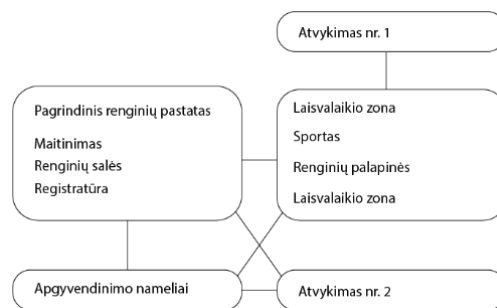 Atvykimas nr. 1
Pagrindinis renginių pastatas
Maitinimas
Renginių salės
Registratūra
Laisvalaikio zona
Sportas
Renginių palapinės
Laisvalaikio zona
Apgyvendinimo nameliai
Atvykimas nr. 2